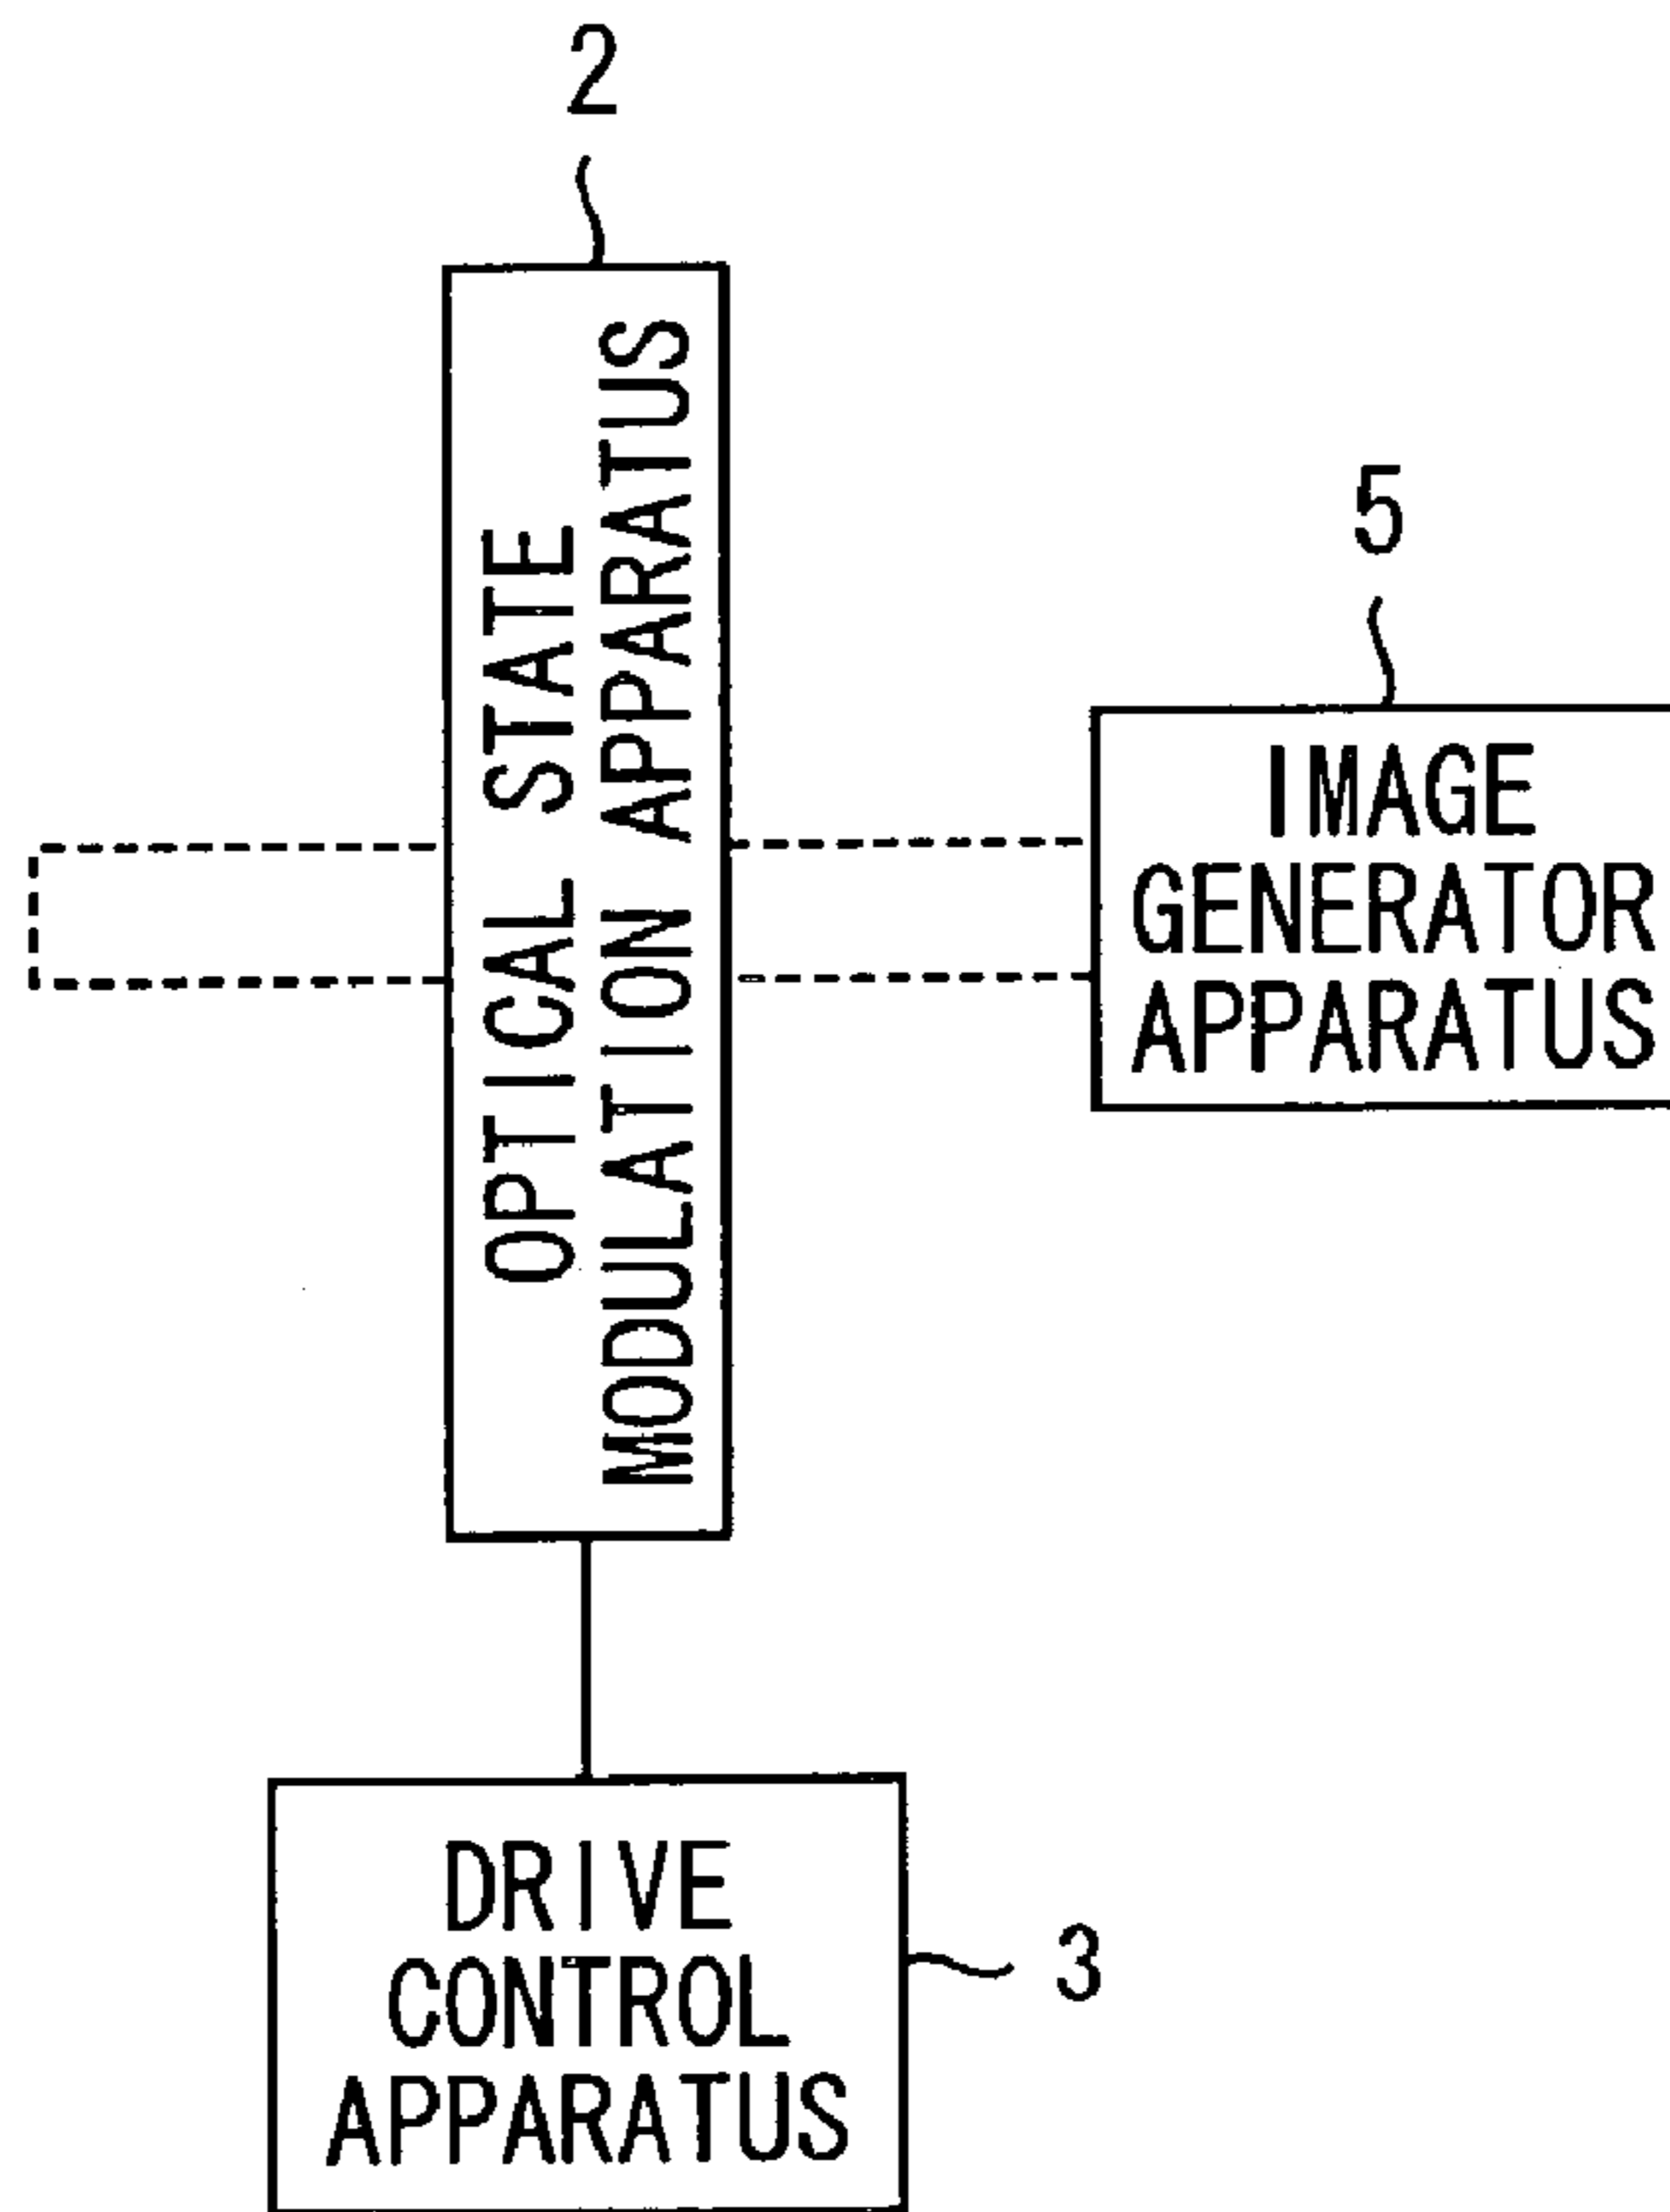 2
OPTICAL STATE
MODULATION APPARATUS
5
IMAGE
GENERATOR
APPARATUS
DRIVE
CONTROL
APPARATUS
3